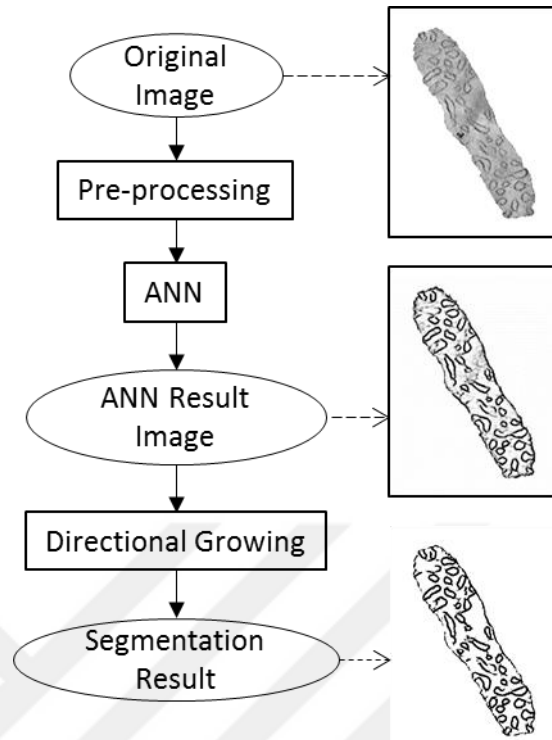 Original
Image
Pre-processing
ANN
ANN Result
Image
Directional Growing
Segmentation
Result